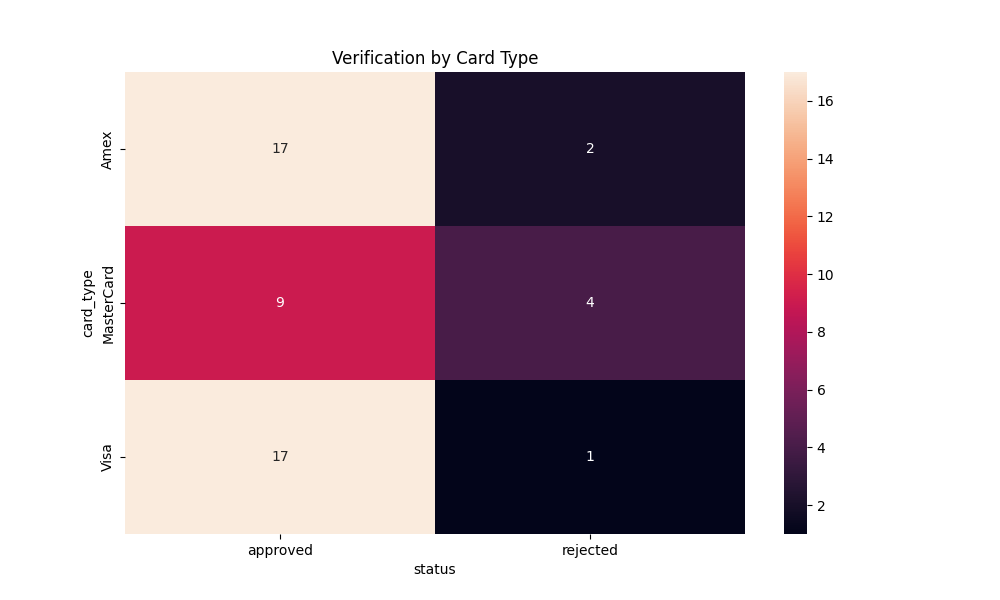 Verification by Card Type
card_type
Amex
MasterCard
Visa
17 2
9 4
17 1
approved rejected
status
16
14
12
10
8
6
4
2